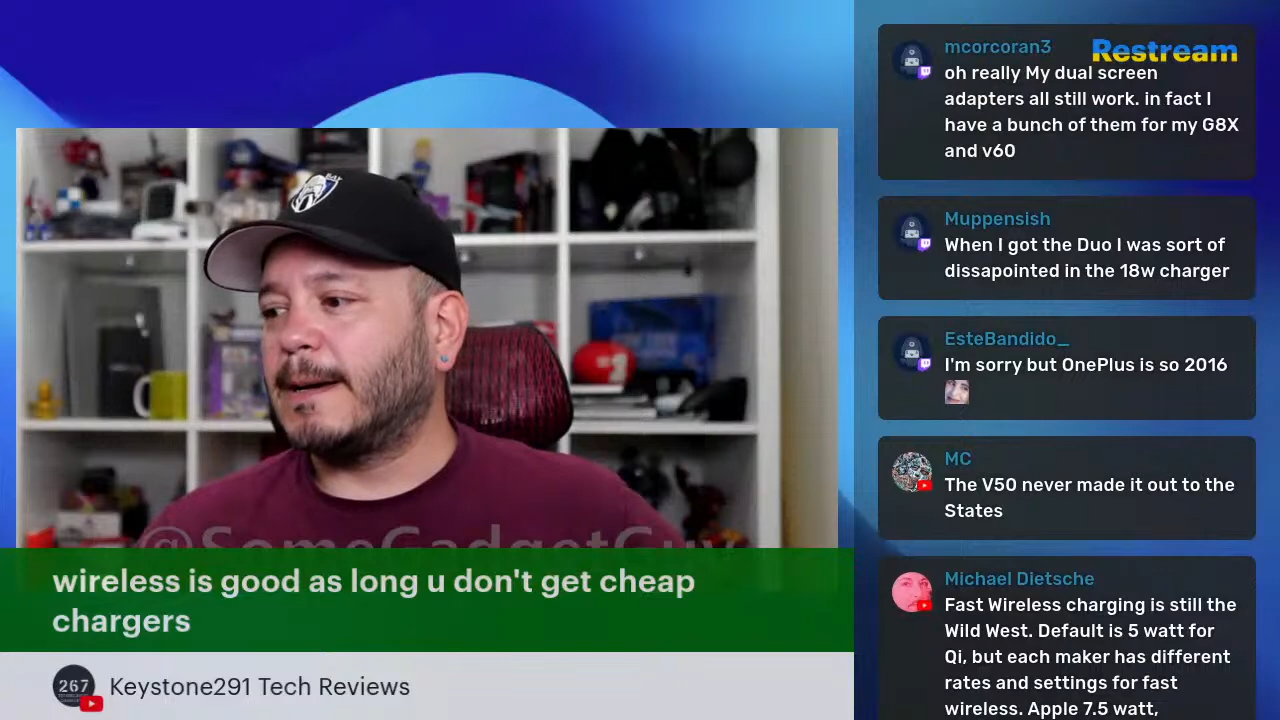 mcorcoran3
Restream
oh really My dual screen
adapters all still work. in fact I
have a bunch of them for my G8X
and v60
Muppensish
When I got the Duo I was sort of
dissapointed in the 18w charger
EsteBandido_
I'm sorry but OnePlus is so 2016
MC
The V50 never made it out to the
States
Michael Dietsche
Fast Wireless charging is still the
Wild West. Default is 5 watt for
Qi, but each maker has different
rates and settings for fast
wireless. Apple 7.5 watt,
@SomeGadgetGuy
wireless is good as long u don't get cheap
chargers
267
Keystone291 Tech Reviews